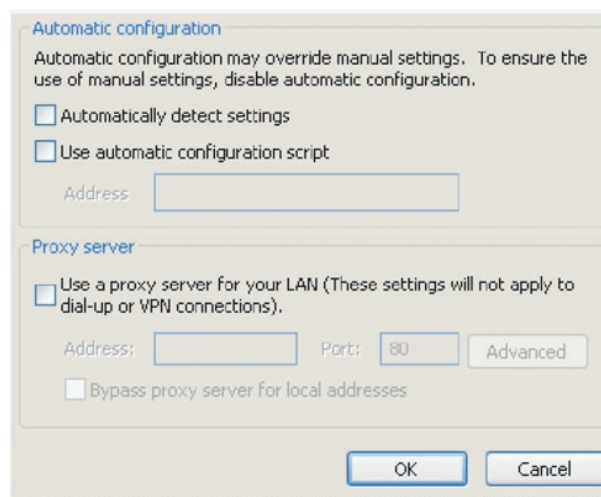 Automatic configuration
Automatic configuration may override manual settings. To ensure the
use of manual settings, disable automatic configuration.
Automatically detect settings
Use automatic configuration script
Address
Proxy server
Use a proxy server for your LAN (These settings will not apply to
dial-up or VPN connections).
Address: Port: 80 Advanced
Bypass proxy server for local addresses
OK Cancel